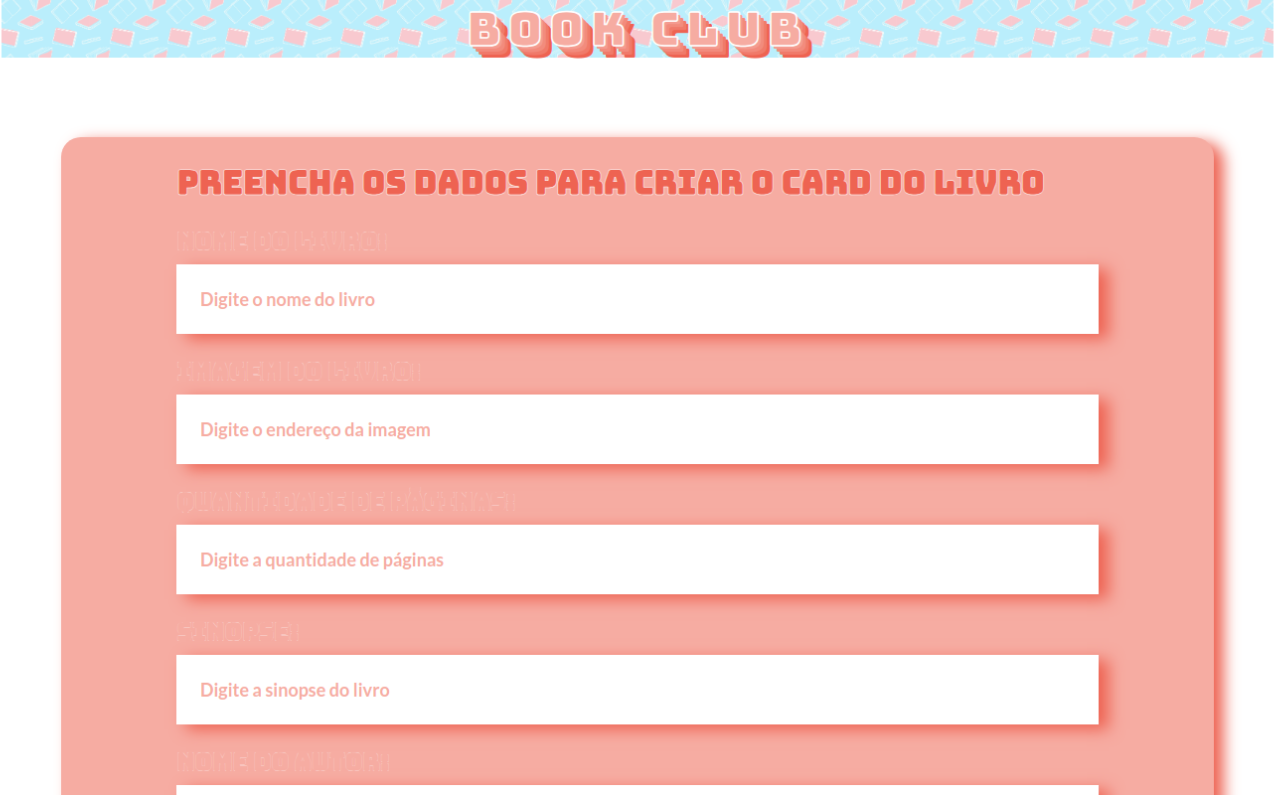 BOOK CLUB
PREENCHA OS DADOS PARA CRIAR O CARD DO LIVRO
NOME DO LIVRO:
Digite o nome do livro
IMAGEM DO LIVRO:
Digite o endereço da imagem
QUANTIDADE DE PÁGINAS:
Digite a quantidade de páginas
SINOPSE:
Digite a sinopse do livro
NOME DO AUTOR: